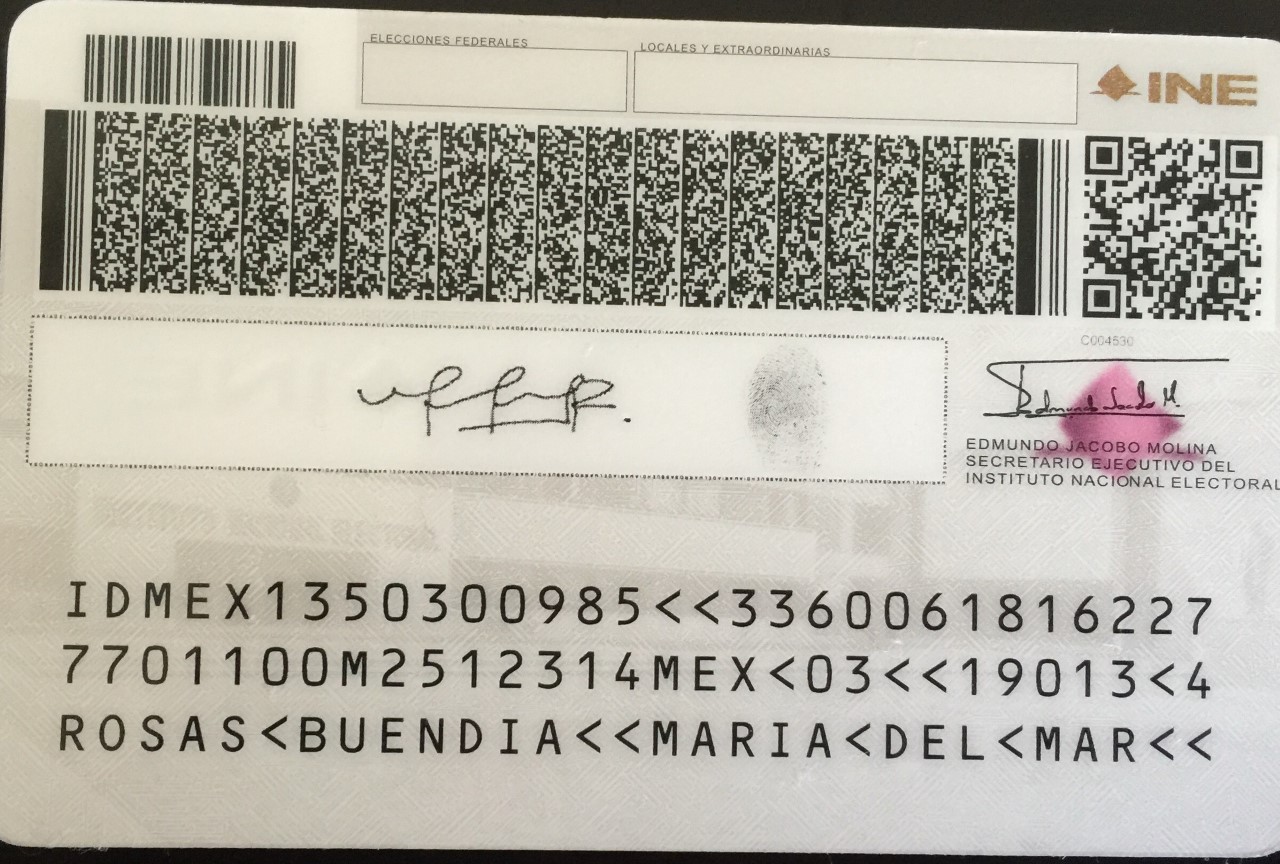 ELECCIONES FEDERALES
LOCALES Y EXTRAORDINARIAS
INE
C004530
EDMUNDO JACOBO MOLINA
SECRETARIO EJECUTIVO DEL
INSTITUTO NACIONAL ELECTORAL
IDMEX1350300985<<3360061816227
7701100M2512314MEX<03<<19013<4
ROSAS<BUENDIA<<MARIA<DEL<MAR<<